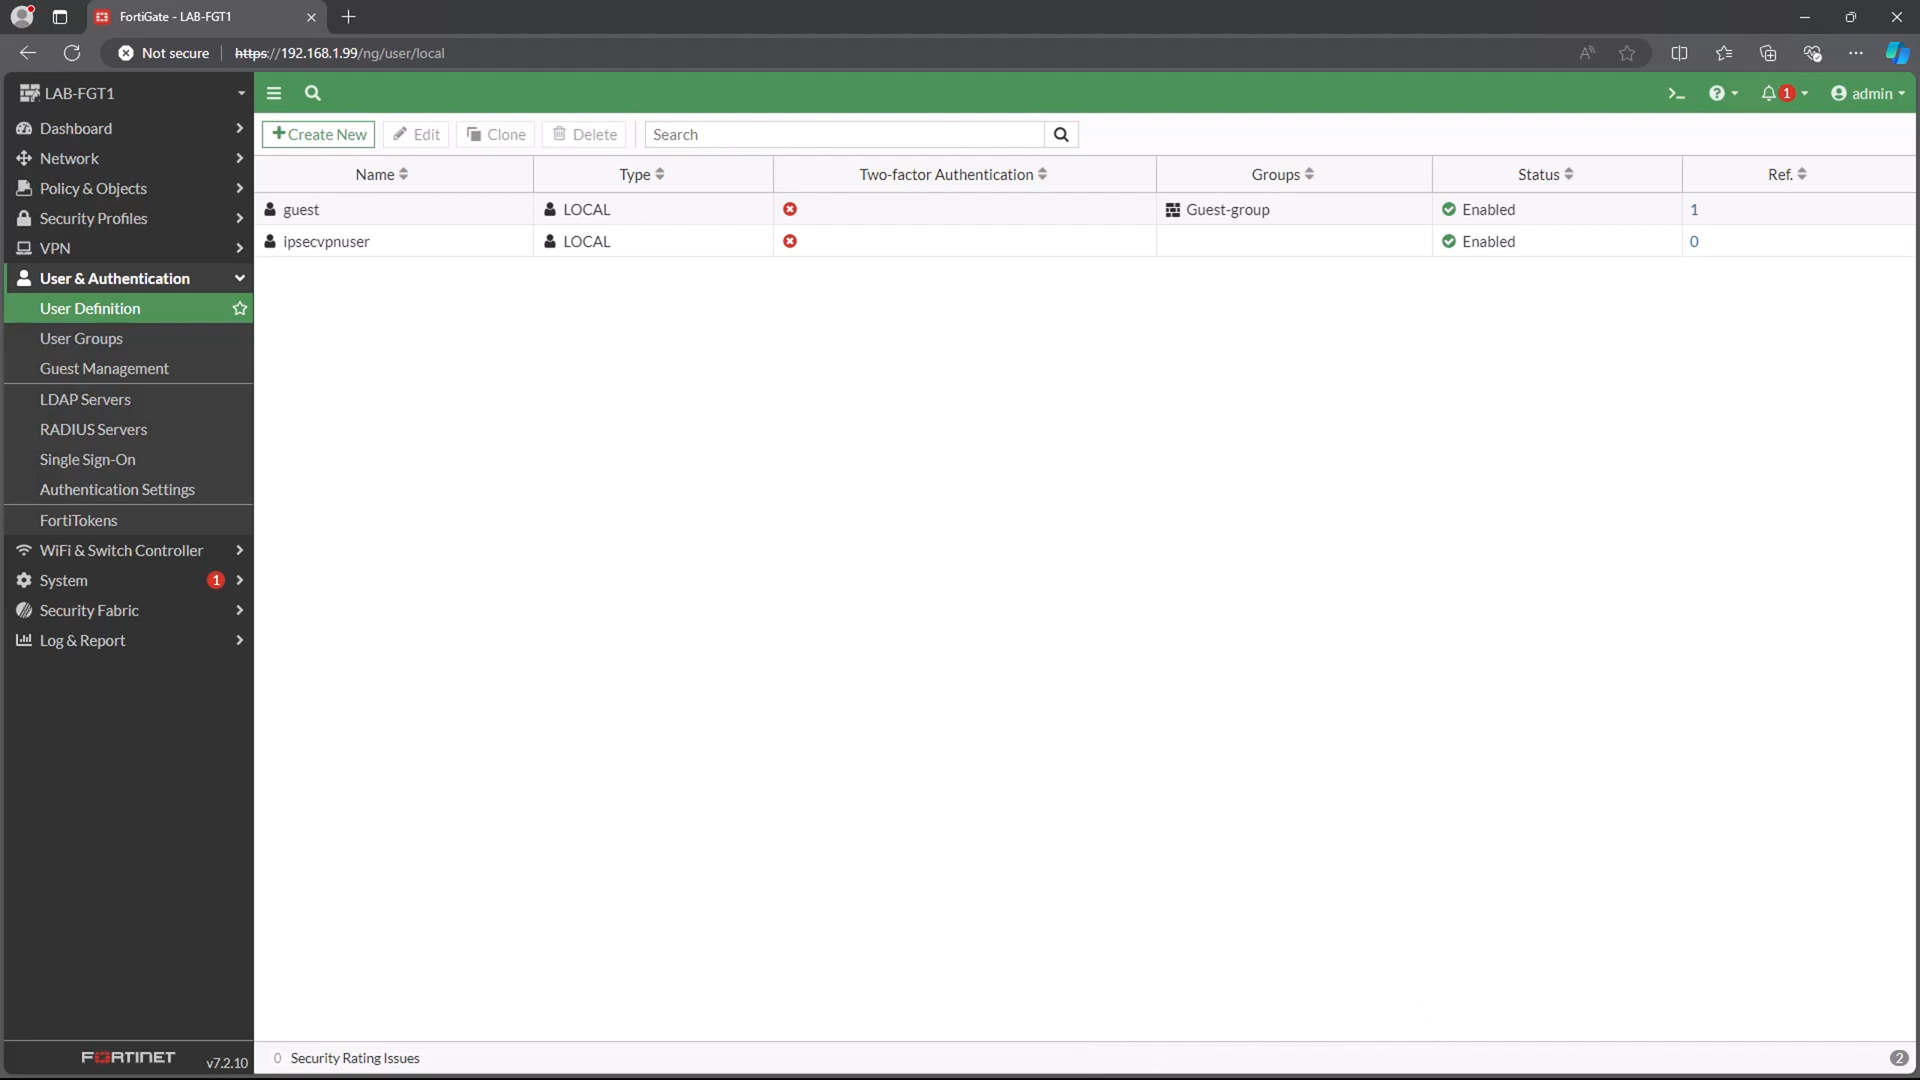 FortiGate - LAB-FGT1
Not secure
https://192.168.1.99/ng/user/local
LAB-FGT1
1
admin
Dashboard
Network
Policy & Objects
Security Profiles
VPN
User & Authentication
User Definition
User Groups
Guest Management
LDAP Servers
RADIUS Servers
Single Sign-On
Authentication Settings
FortiTokens
WiFi & Switch Controller
System 1
Security Fabric
Log & Report
FORTINET v7.2.10
Create New Edit Clone Delete Search
Name Type Two-factor Authentication Groups Status Ref.
guest LOCAL Guest-group Enabled 1
ipsecvpnuser LOCAL Enabled 0
0 Security Rating Issues 2